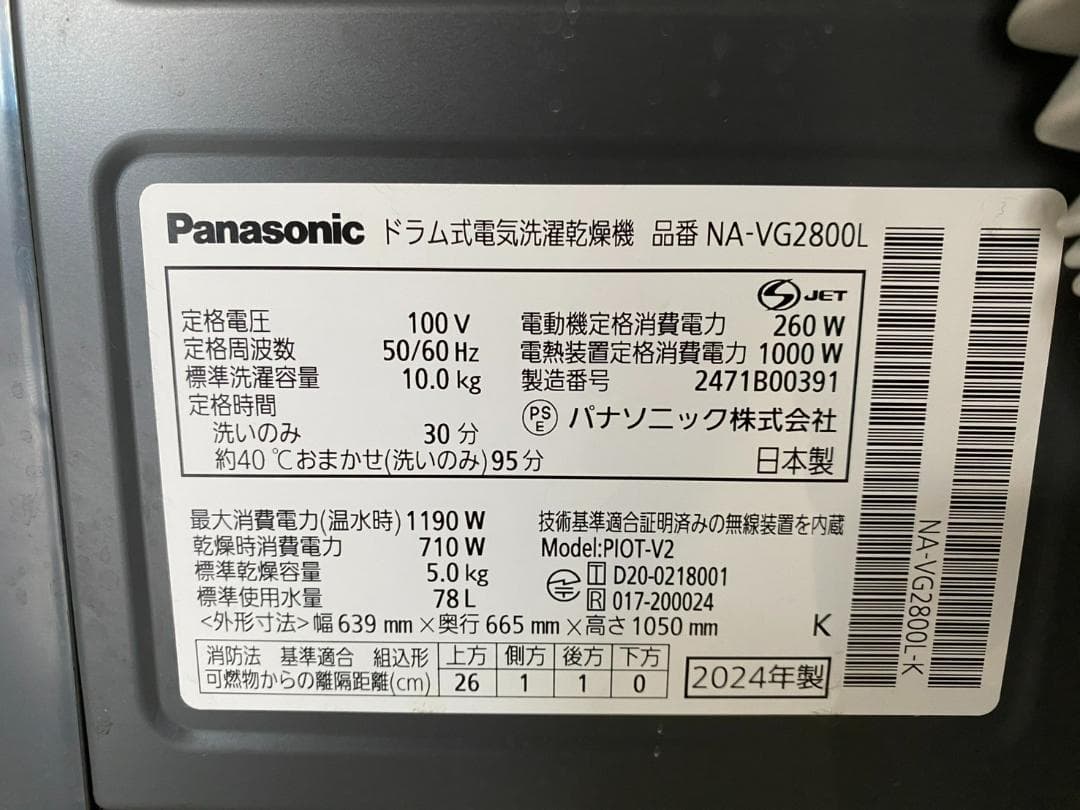 Panasonic ドラム式電気洗濯乾燥機 品番 NA-VG2800L
JET
定格電圧 100 V
定格周波数 50/60 Hz
標準洗濯容量 10.0 kg
定格時間
洗いのみ 30 分
約40 ℃おまかせ(洗いのみ) 95 分
電動機定格消費電力 260 W
電熱装置定格消費電力 1000 W
製造番号 2471B00391
PS E パナソニック株式会社
日本製
最大消費電力(温水時) 1190 W
乾燥時消費電力 710 W
標準乾燥容量 5.0 kg
標準使用水量 78 L
技術基準適合証明済みの無線装置を内蔵
Model:PIOT-V2
T D20-0218001
R 017-200024
<外形寸法>幅 639 mm × 奥行 665 mm × 高さ 1050 mm K
消防法 基準適合 組込形 上方 側方 後方 下方
可燃物からの離隔距離(cm) 26 1 1 0
2024年製
NA-VG2800L-K